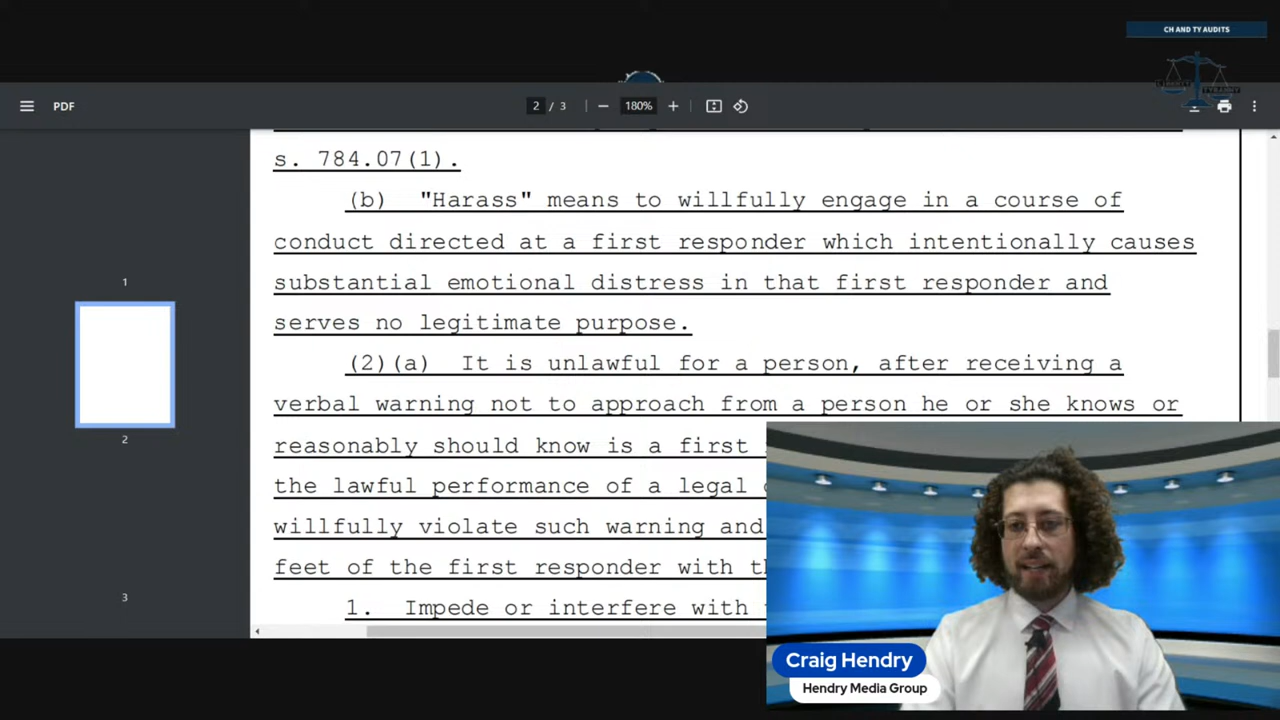 CH AND TY AUDITS
PDF
2 / 3
180%
s. 784.07(1).
(b) "Harass" means to willfully engage in a course of
conduct directed at a first responder which intentionally causes
substantial emotional distress in that first responder and
serves no legitimate purpose.
(2)(a) It is unlawful for a person, after receiving a
verbal warning not to approach from a person he or she knows or
reasonably should know is a first
the lawful performance of a legal
willfully violate such warning and
feet of the first responder with
1. Impede or interfere with
1
2
3
Craig Hendry
Hendry Media Group